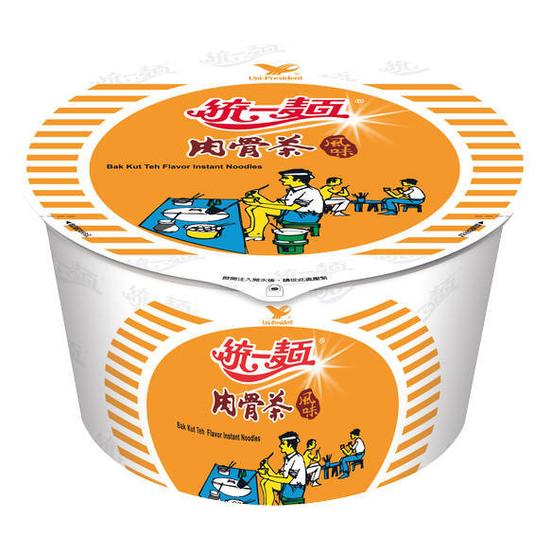 Uni-President
統一麵®
肉骨茶 風味
Bak Kut Teh Flavor Instant Noodles
Uni-President
統一麵®
肉骨茶 風味
Bak Kut Teh Flavor Instant Noodles